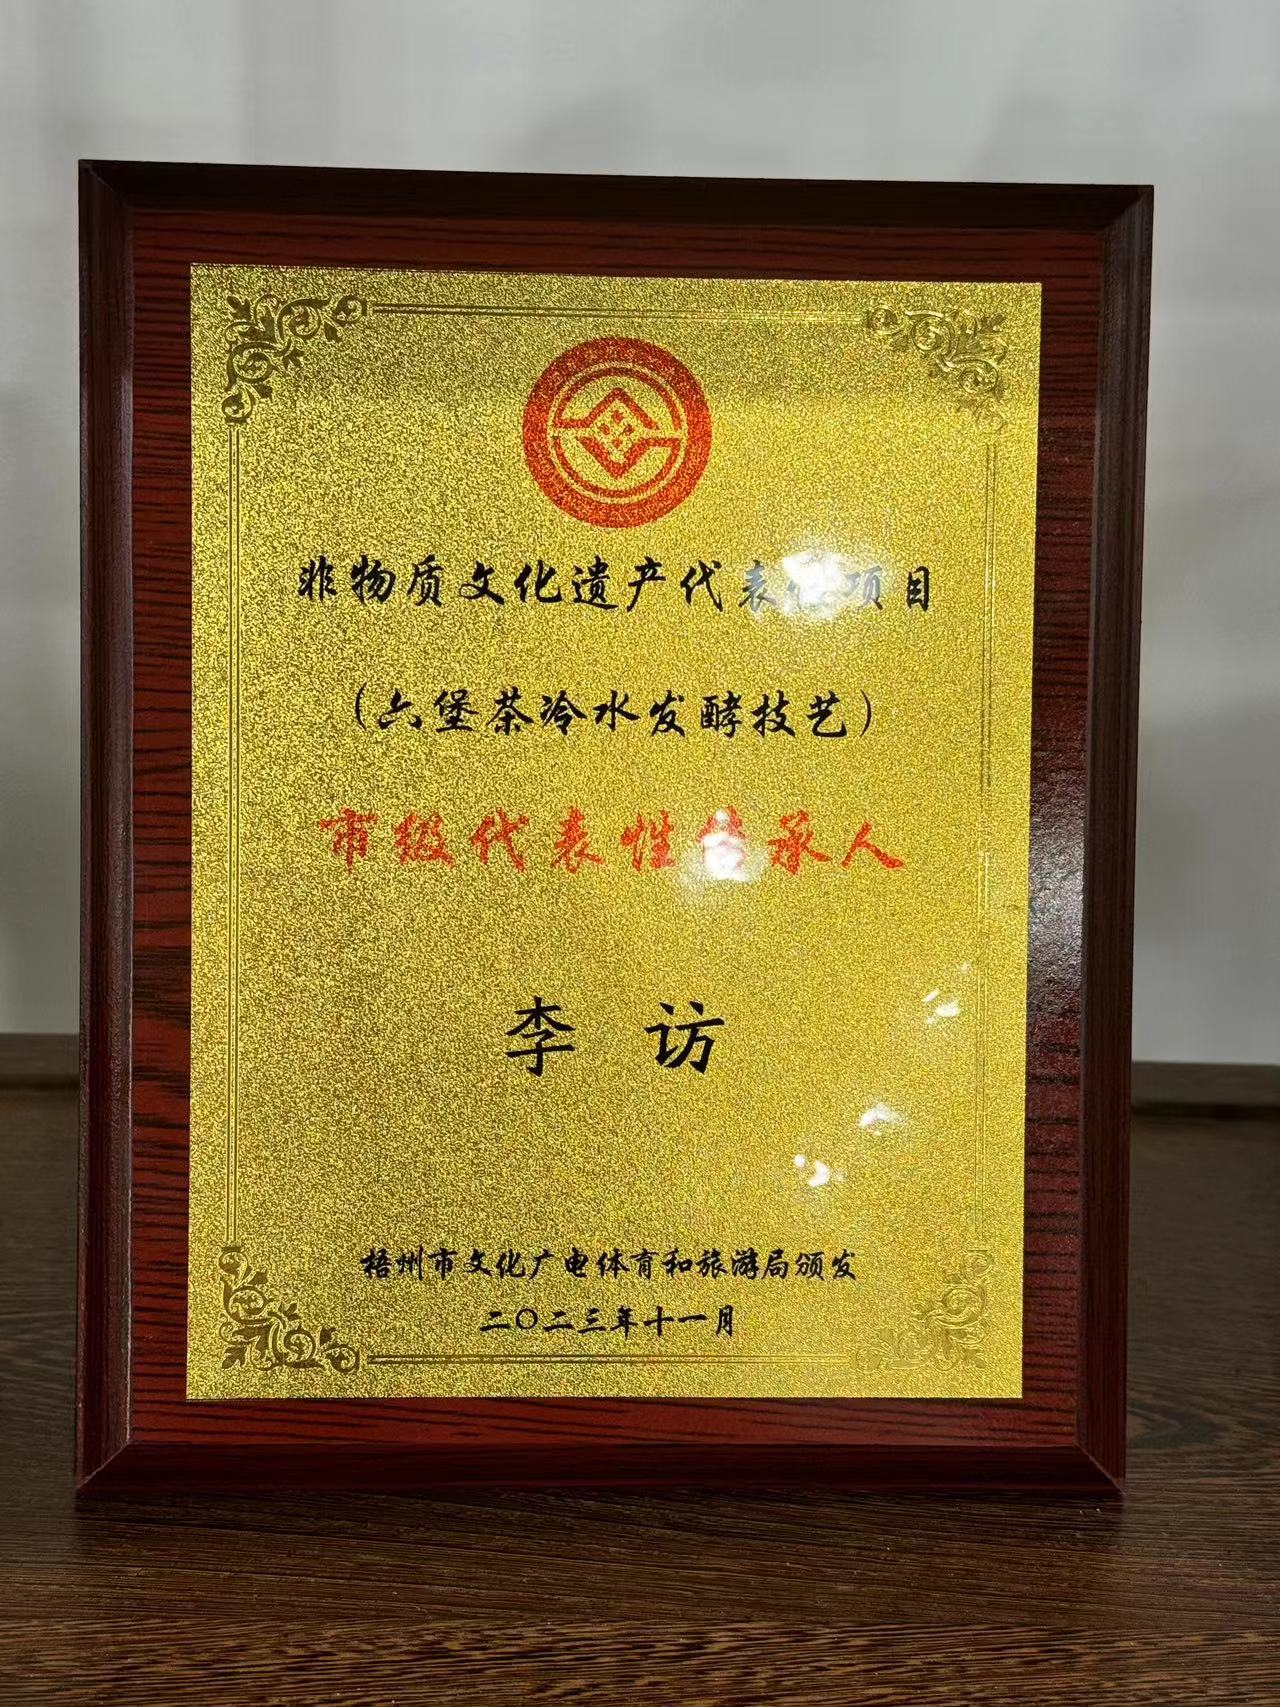 非物质文化遗产代表性项目
（六堡茶冷水发酵技艺）
市级代表性传承人
李访
梧州市文化广电体育和旅游局颁发
二〇二三年十一月